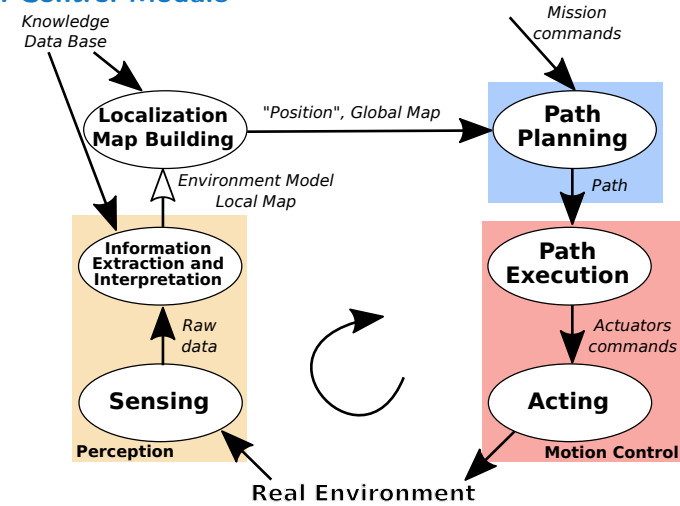 Knowledge
Data Base
Mission
commands
Localization
Map Building
"Position", Global Map
Path
Planning
Environment Model
Local Map
Path
Information
Extraction and
Interpretation
Path
Execution
Raw
data
Actuators
commands
Sensing
Acting
Perception
Motion Control
Real Environment